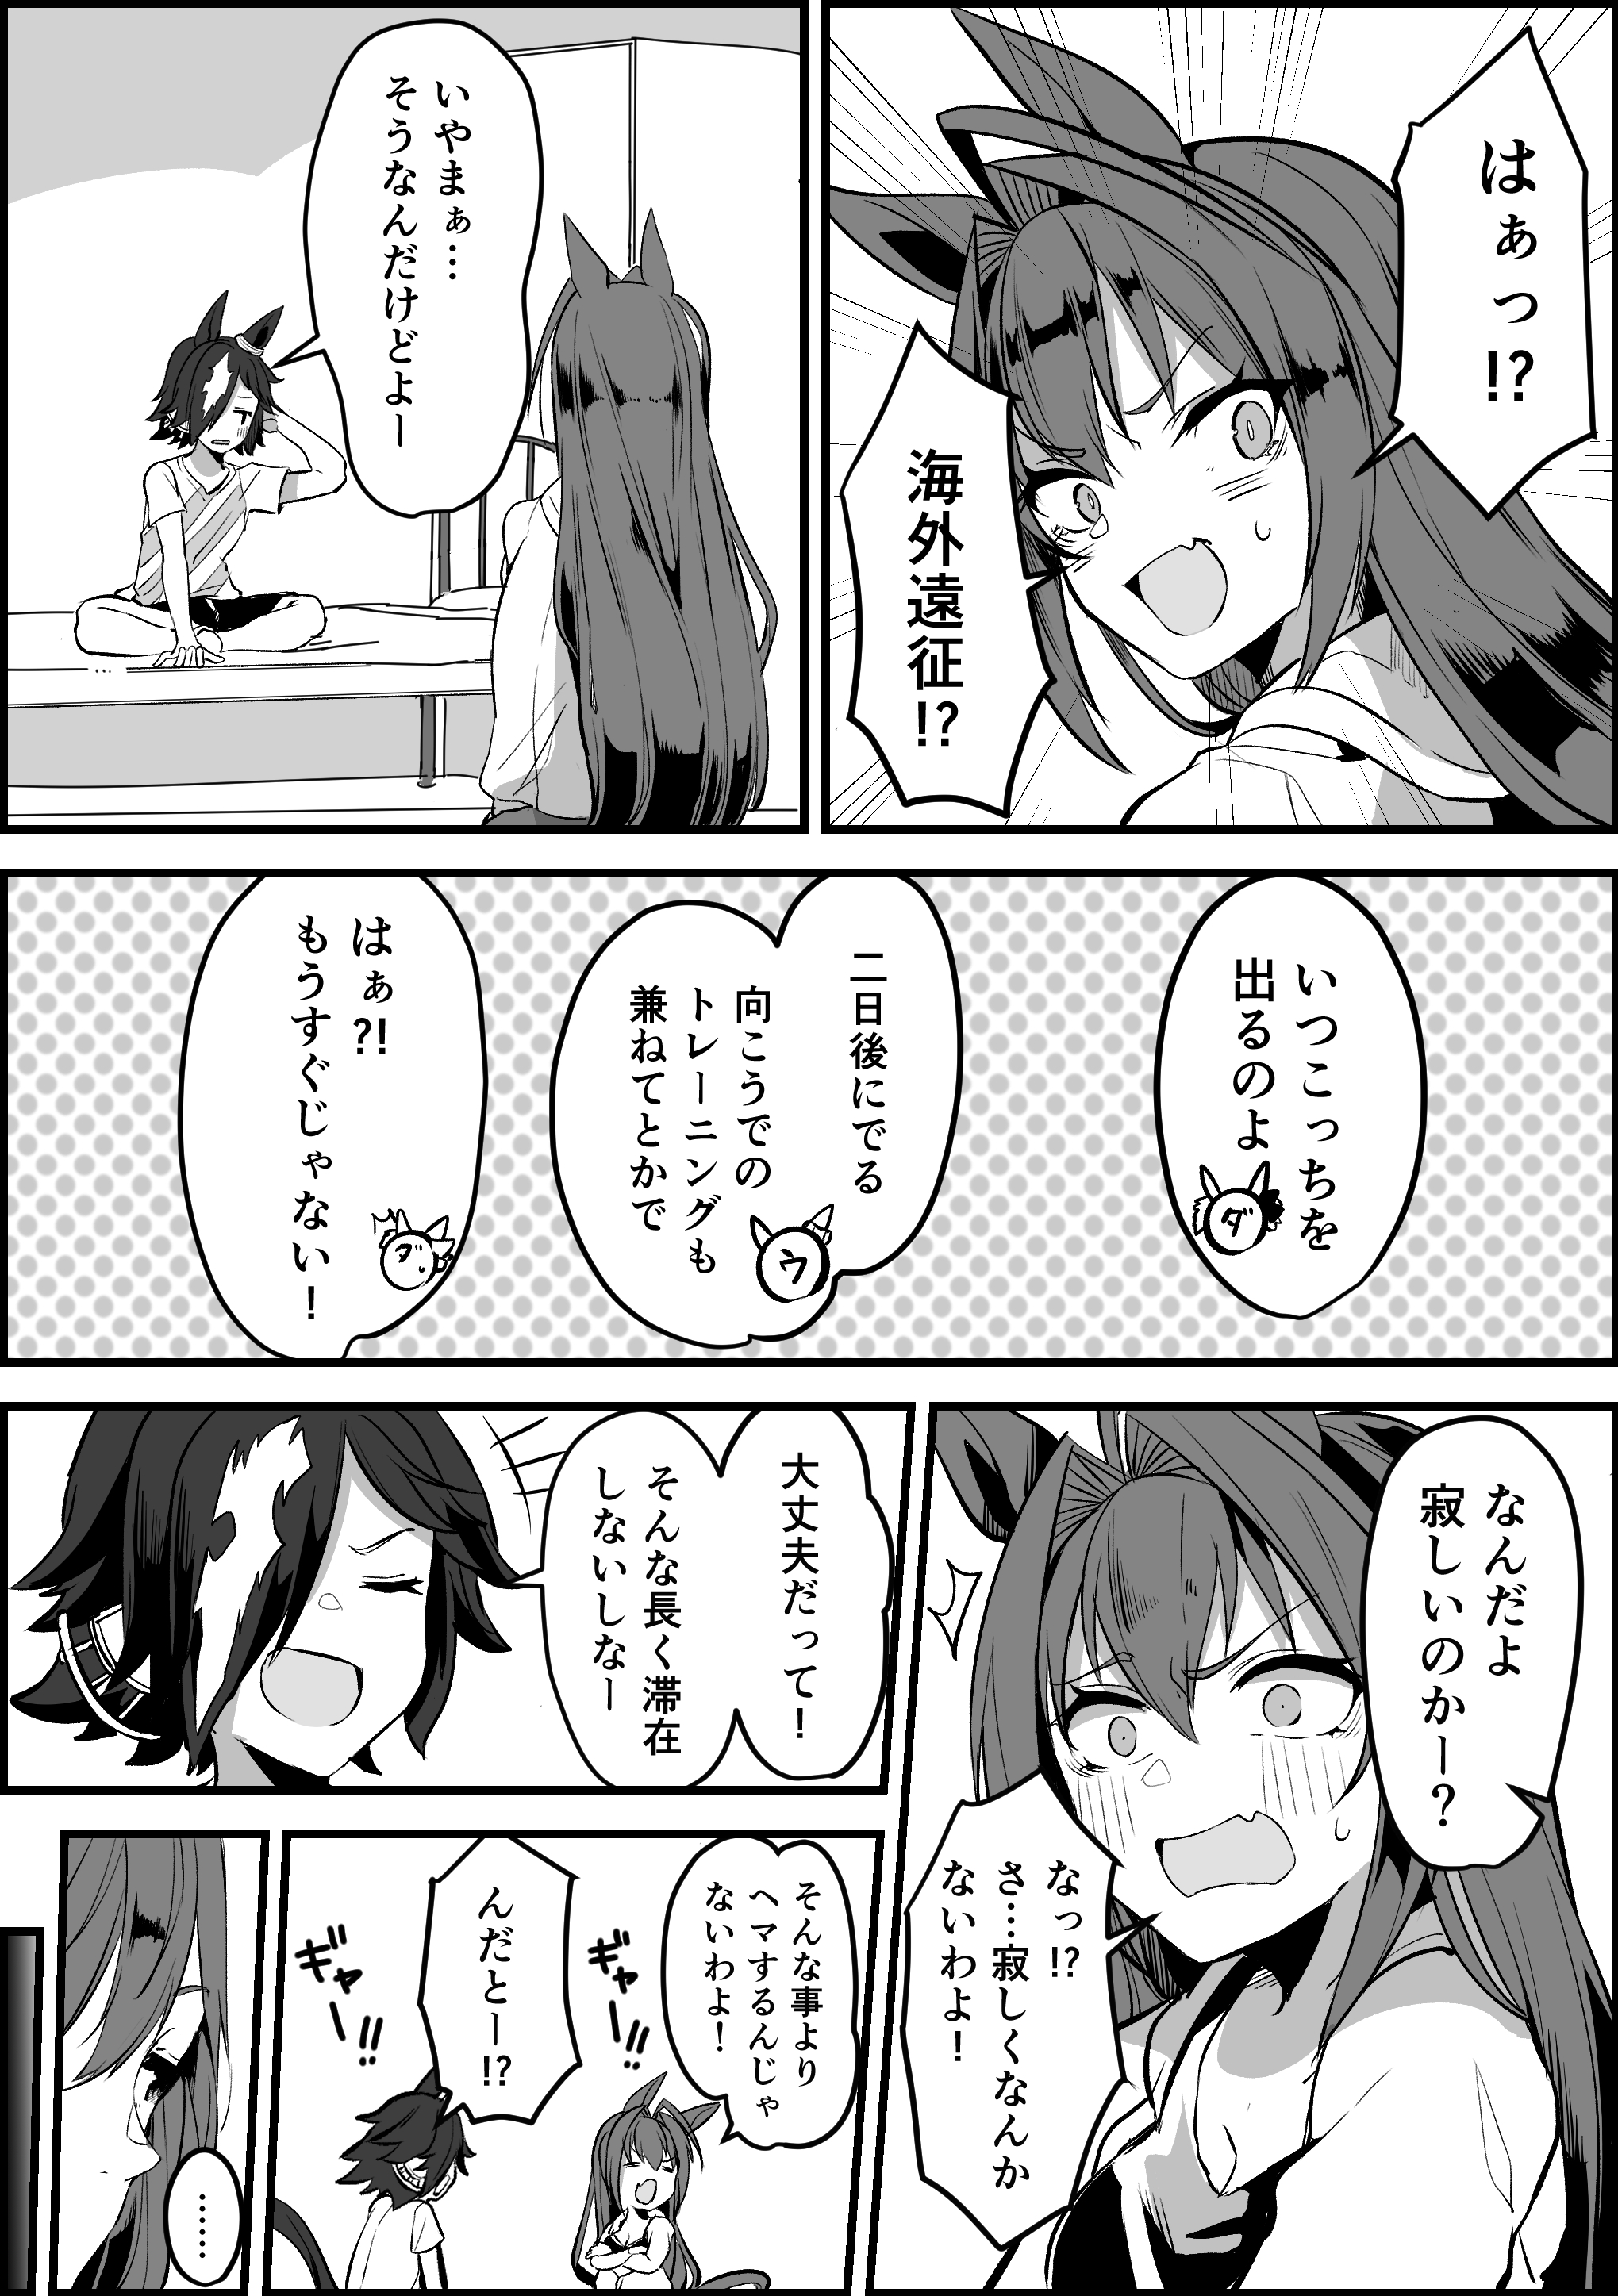 はぁっ!?
海外遠征!?
いやまぁ…
そうなんだけどよー
いつこっちを
出るのよ
ダ
二日後にでる
向こうでの
トレーニングも
兼ねてとかで
ウ
はぁ?!
もうすぐじゃない!
ダ
なんだよ
寂しいのかー?
なっ!?
さ…寂しくなんか
ないわよ!
大丈夫だって!
そんな長く滞在
しないしなー
そんな事より
ヘマするんじゃ
ないわよ!
ギャー!!
んだとー!?
ギャー!!
……